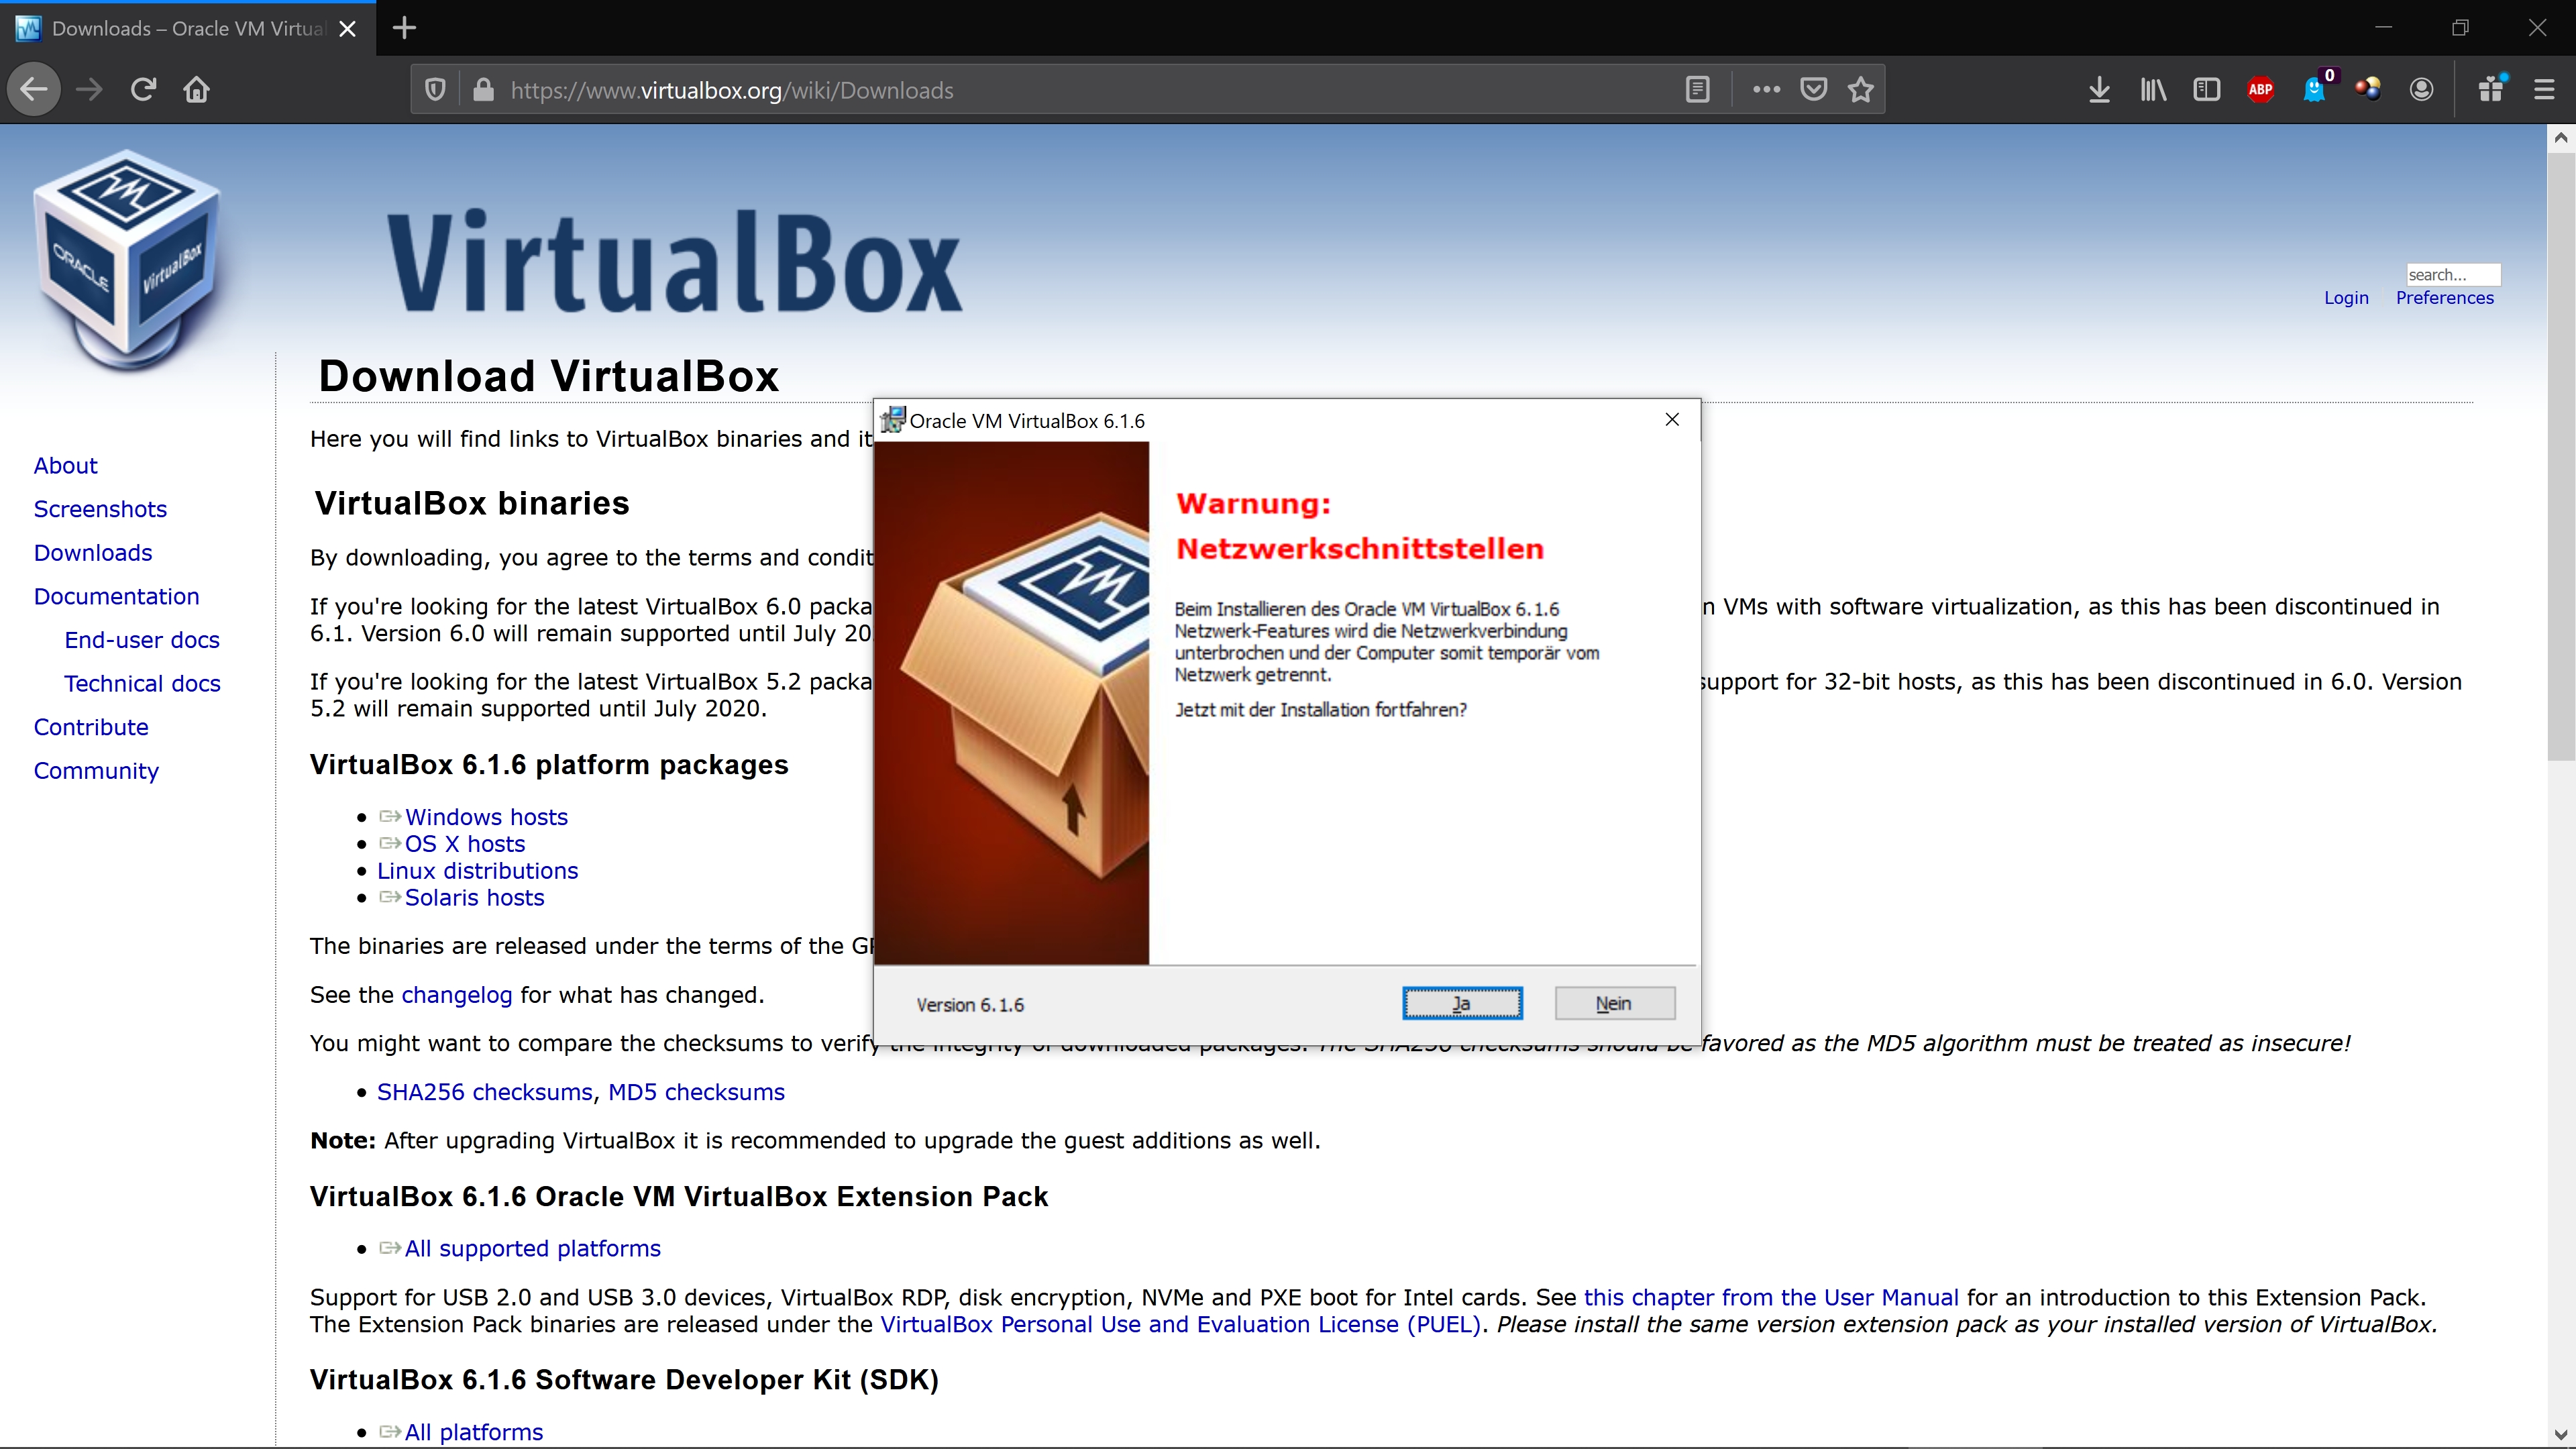 Downloads – Oracle VM Virtual
https://www.virtualbox.org/wiki/Downloads
ABP
0
ORACLE
VirtualBox
VirtualBox
search...
Login Preferences
About
Screenshots
Downloads
Documentation
End-user docs
Technical docs
Contribute
Community
Download VirtualBox
Here you will find links to VirtualBox binaries and it
VirtualBox binaries
By downloading, you agree to the terms and condit
If you're looking for the latest VirtualBox 6.0 packa n VMs with software virtualization, as this has been discontinued in
6.1. Version 6.0 will remain supported until July 20
If you're looking for the latest VirtualBox 5.2 packa support for 32-bit hosts, as this has been discontinued in 6.0. Version
5.2 will remain supported until July 2020.
VirtualBox 6.1.6 platform packages
Windows hosts
OS X hosts
Linux distributions
Solaris hosts
The binaries are released under the terms of the GP
See the changelog for what has changed.
You might want to compare the checksums to verify the integrity of downloaded packages. The SHA256 checksums should be favored as the MD5 algorithm must be treated as insecure!
SHA256 checksums, MD5 checksums
Note: After upgrading VirtualBox it is recommended to upgrade the guest additions as well.
VirtualBox 6.1.6 Oracle VM VirtualBox Extension Pack
All supported platforms
Support for USB 2.0 and USB 3.0 devices, VirtualBox RDP, disk encryption, NVMe and PXE boot for Intel cards. See this chapter from the User Manual for an introduction to this Extension Pack.
The Extension Pack binaries are released under the VirtualBox Personal Use and Evaluation License (PUEL). Please install the same version extension pack as your installed version of VirtualBox.
VirtualBox 6.1.6 Software Developer Kit (SDK)
All platforms
Oracle VM VirtualBox 6.1.6
Warnung:
Netzwerkschnittstellen
Beim Installieren des Oracle VM VirtualBox 6.1.6
Netzwerk-Features wird die Netzwerkverbindung
unterbrochen und der Computer somit temporär vom
Netzwerk getrennt.
Jetzt mit der Installation fortfahren?
Version 6.1.6
Ja
Nein